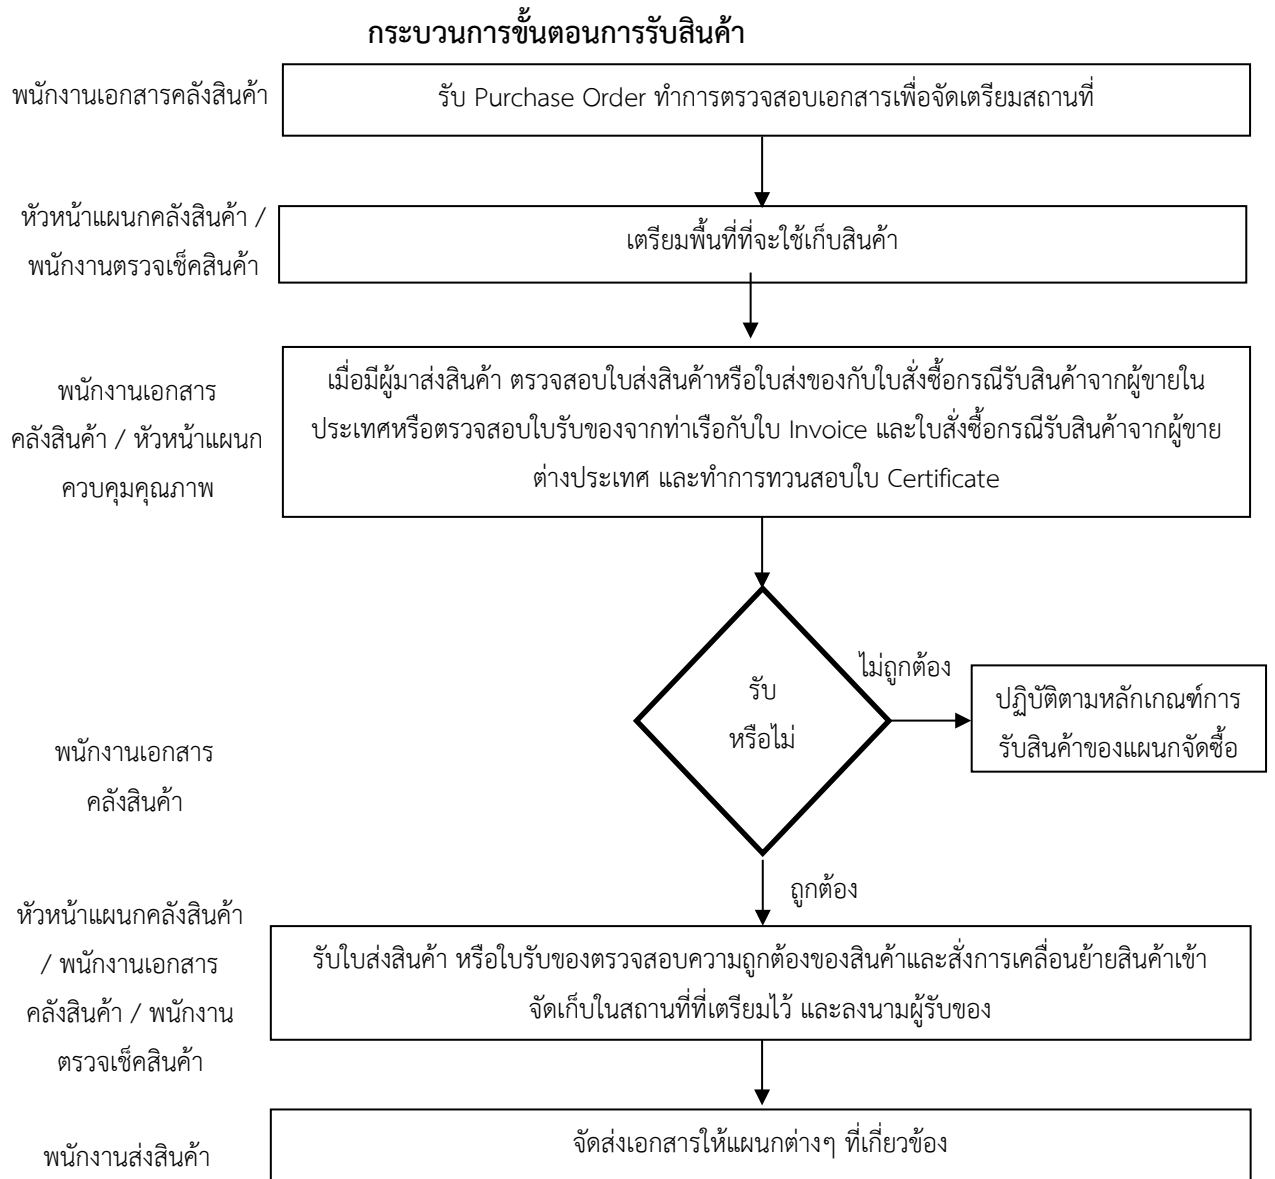 กระบวนการขั้นตอนการรับสินค้า
พนักงานเอกสารคลังสินค้า
รับ Purchase Order ทำการตรวจสอบเอกสารเพื่อจัดเตรียมสถานที่
หัวหน้าแผนกคลังสินค้า /
พนักงานตรวจเช็คสินค้า
เตรียมพื้นที่ที่จะใช้เก็บสินค้า
พนักงานเอกสาร
คลังสินค้า / หัวหน้าแผนก
ควบคุมคุณภาพ
เมื่อมีผู้มาส่งสินค้า ตรวจสอบใบส่งสินค้าหรือใบส่งของกับใบสั่งซื้อกรณีรับสินค้าจากผู้ขายใน
ประเทศหรือตรวจสอบใบรับของจากท่าเรือกับใบ Invoice และใบสั่งซื้อกรณีรับสินค้าจากผู้ขาย
ต่างประเทศ และทำการทวนสอบใบ Certificate
รับ
หรือไม่
ไม่ถูกต้อง
ปฏิบัติตามหลักเกณฑ์การ
รับสินค้าของแผนกจัดซื้อ
พนักงานเอกสาร
คลังสินค้า
ถูกต้อง
หัวหน้าแผนกคลังสินค้า
/ พนักงานเอกสาร
คลังสินค้า / พนักงาน
ตรวจเช็คสินค้า
รับใบส่งสินค้า หรือใบรับของตรวจสอบความถูกต้องของสินค้าและสั่งการเคลื่อนย้ายสินค้าเข้า
จัดเก็บในสถานที่ที่เตรียมไว้ และลงนามผู้รับของ
พนักงานส่งสินค้า
จัดส่งเอกสารให้แผนกต่างๆ ที่เกี่ยวข้อง